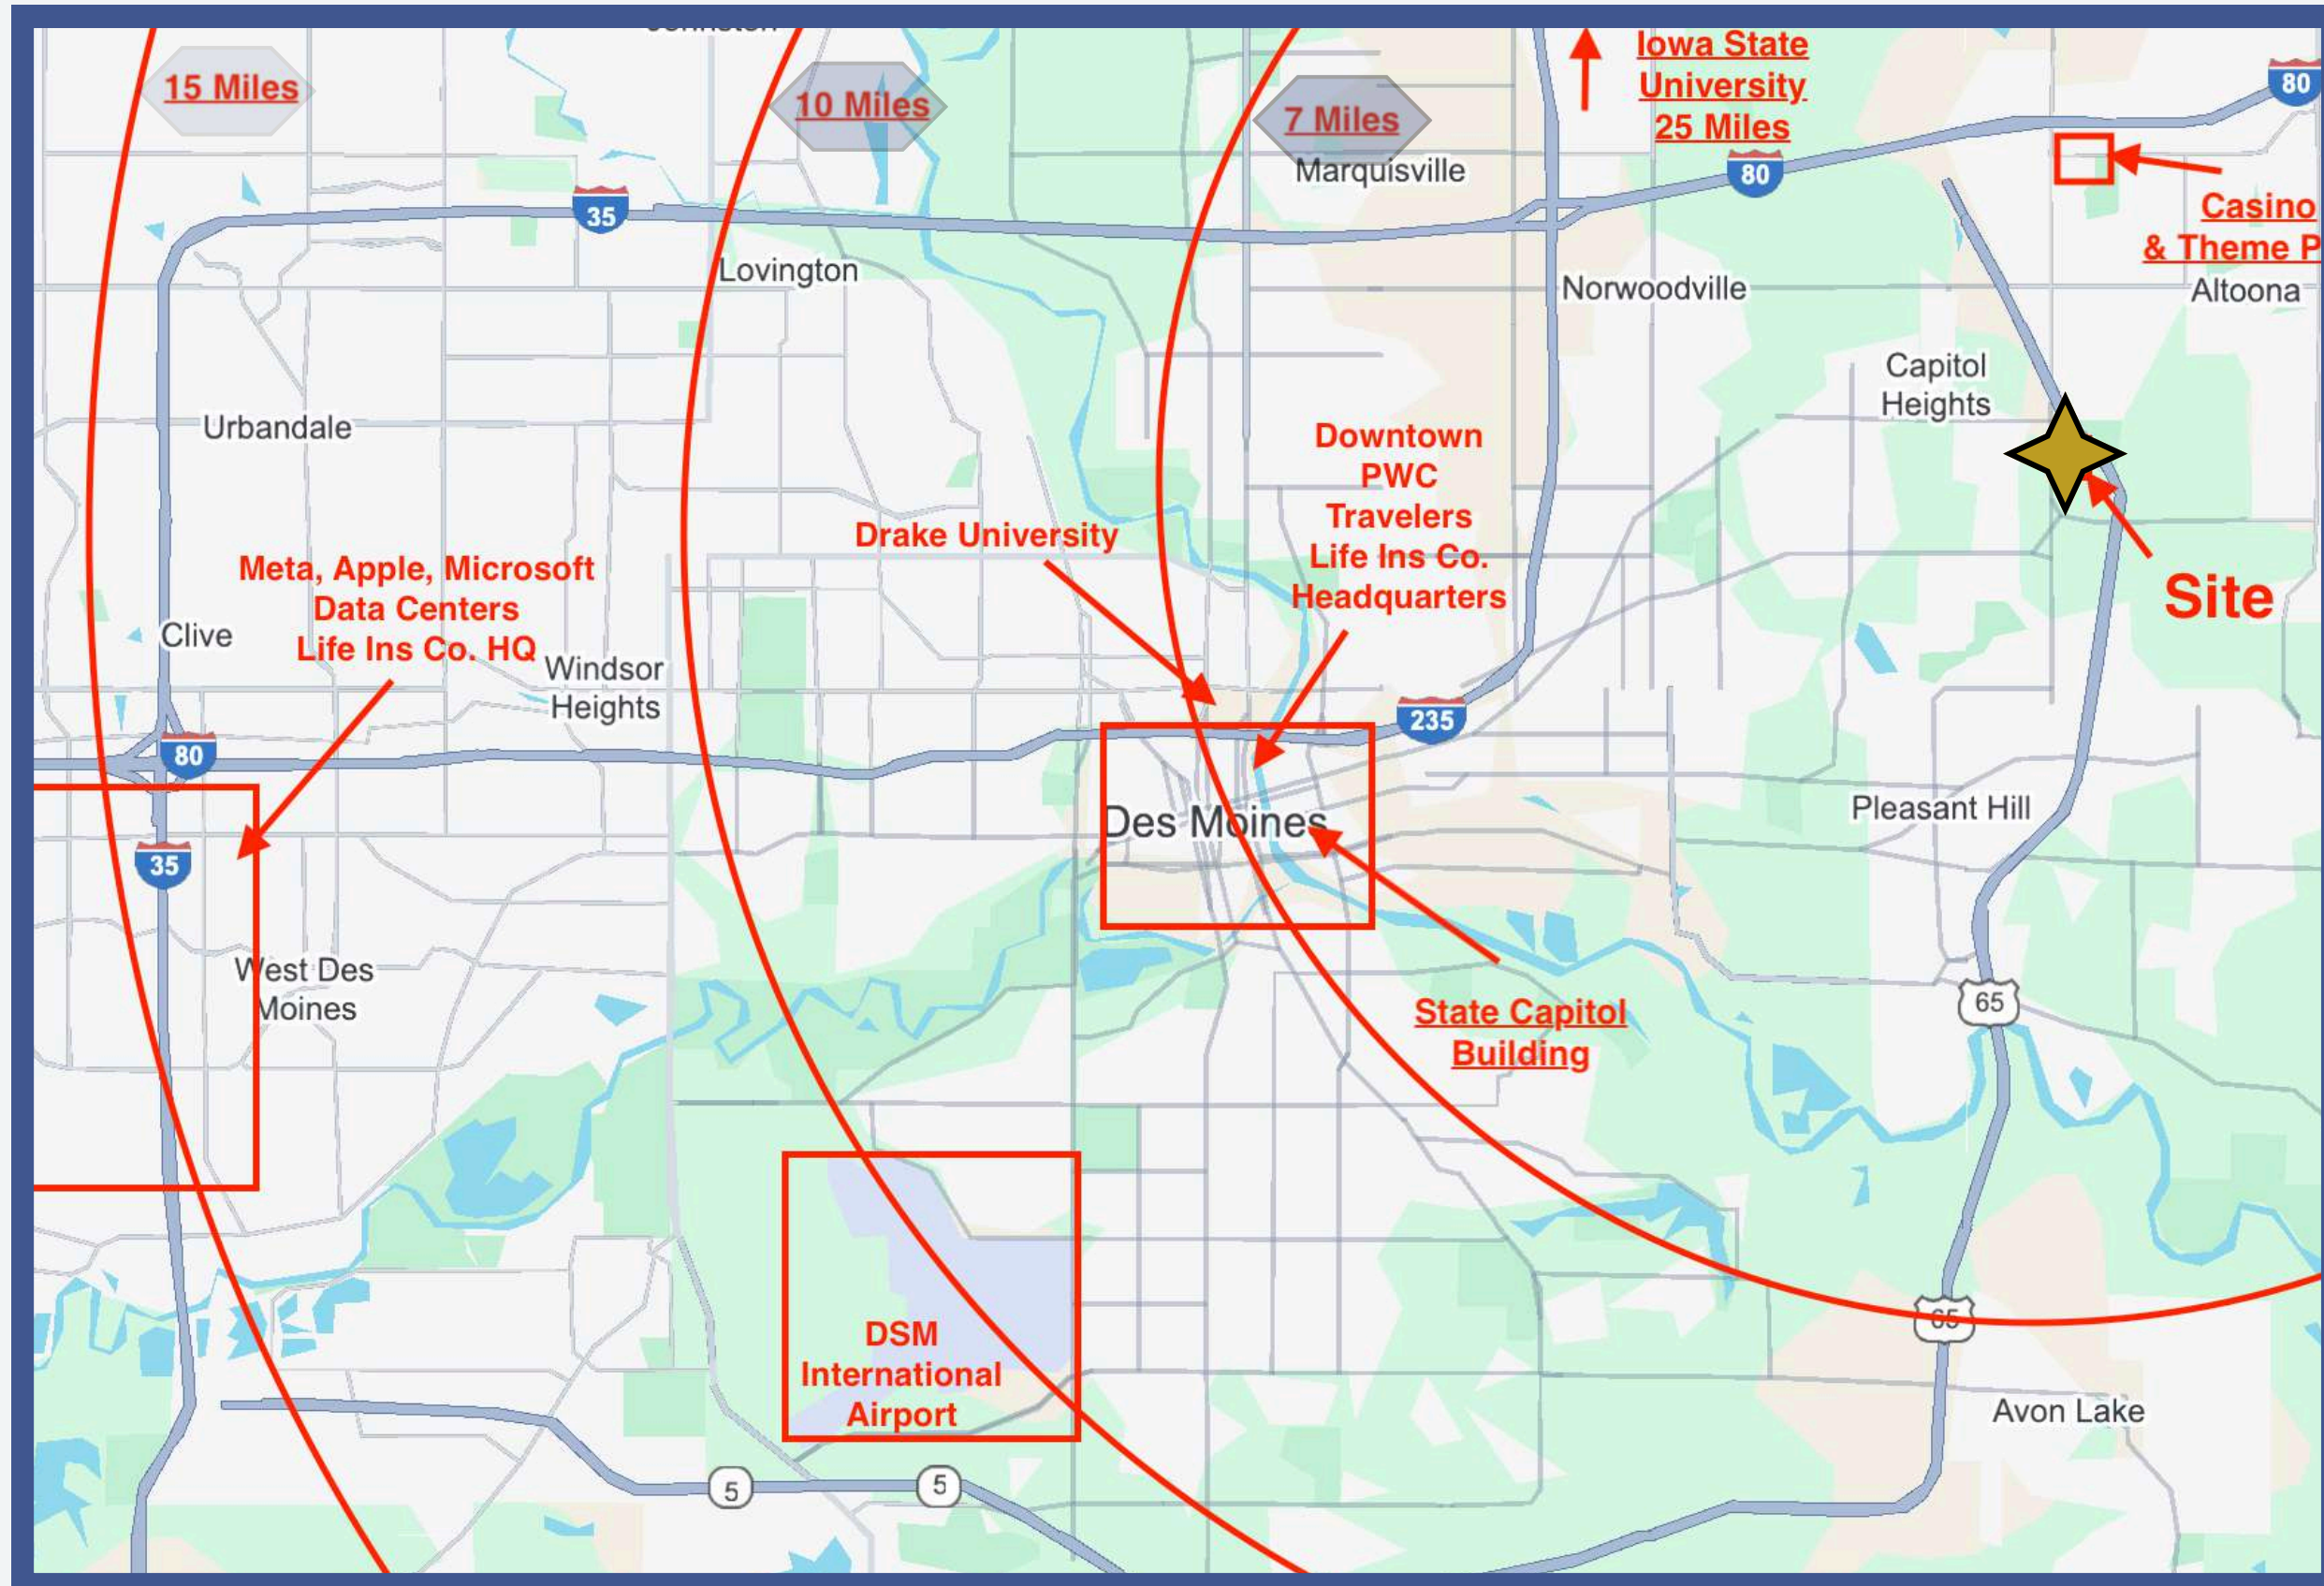 15 Miles
10 Miles
7 Miles
Iowa State
University
25 Miles
80
Marquisville
80
35
Casino
& Theme P
Lovington
Norwoodville
Altoona
Capitol
Heights
Urbandale
Downtown
PWC
Travelers
Life Ins Co.
Headquarters
Drake University
Meta, Apple, Microsoft
Data Centers
Life Ins Co. HQ
Site
Clive
Windsor
Heights
235
80
Des Moines
Pleasant Hill
35
West Des
Moines
65
State Capitol
Building
65
DSM
International
Airport
Avon Lake
5
5